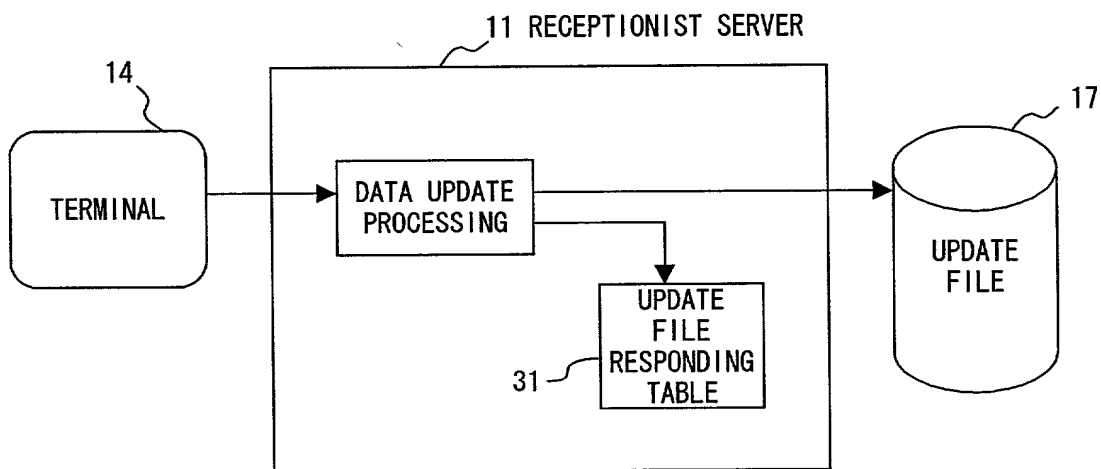 11 RECEPTIONIST SERVER
14
17
TERMINAL
DATA UPDATE
PROCESSING
UPDATE
FILE
UPDATE
FILE
RESPONDING
TABLE
31